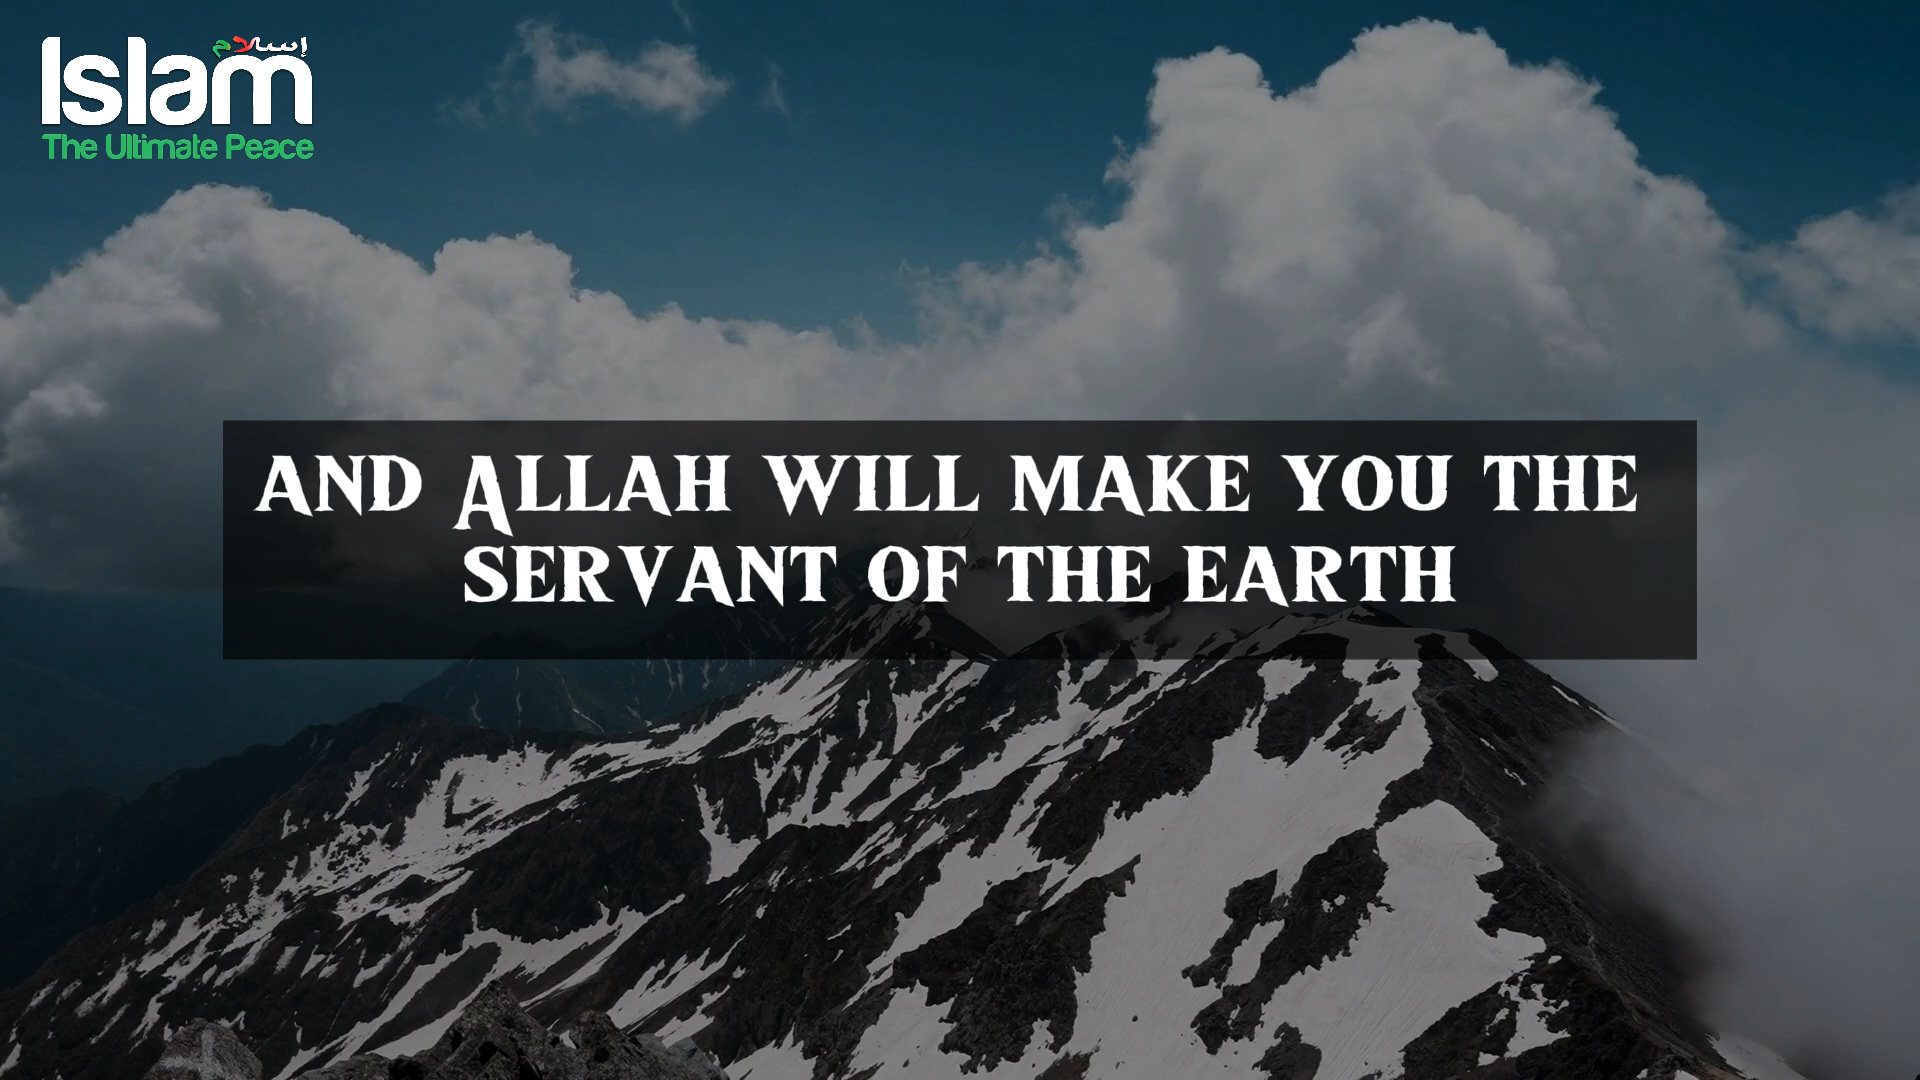 Islam
إسلام
The Ultimate Peace
AND ALLAH WILL MAKE YOU THE
SERVANT OF THE EARTH